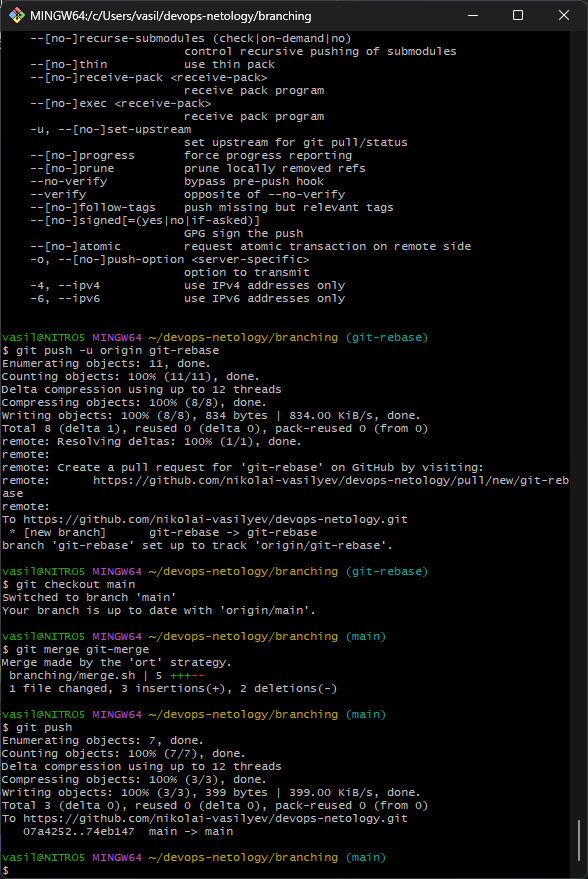 MINGW64:/c/Users/vasil/devops-netology/branching
--[no-]recurse-submodules (check|on-demand|no)
control recursive pushing of submodules
--[no-]thin use thin pack
--[no-]receive-pack <receive-pack>
receive pack program
--[no-]exec <receive-pack>
receive pack program
-u, --[no-]set-upstream
set upstream for git pull/status
--[no-]progress force progress reporting
--[no-]prune prune locally removed refs
--no-verify bypass pre-push hook
--verify opposite of --no-verify
--[no-]follow-tags push missing but relevant tags
--[no-]signed[=(yes|no|if-asked)]
GPG sign the push
--[no-]atomic request atomic transaction on remote side
-o, --[no-]push-option <server-specific>
option to transmit
-4, --ipv4 use IPv4 addresses only
-6, --ipv6 use IPv6 addresses only
vasil@NITRO5 MINGW64 ~/devops-netology/branching (git-rebase)
$ git push -u origin git-rebase
Enumerating objects: 11, done.
Counting objects: 100% (11/11), done.
Delta compression using up to 12 threads
Compressing objects: 100% (8/8), done.
Writing objects: 100% (8/8), 834 bytes | 834.00 KiB/s, done.
Total 8 (delta 1), reused 0 (delta 0), pack-reused 0 (from 0)
remote: Resolving deltas: 100% (1/1), done.
remote:
remote: Create a pull request for 'git-rebase' on GitHub by visiting:
remote: https://github.com/nikolai-vasilyev/devops-netology/pull/new/git-reb
ase
remote:
To https://github.com/nikolai-vasilyev/devops-netology.git
* [new branch] git-rebase -> git-rebase
branch 'git-rebase' set up to track 'origin/git-rebase'.
vasil@NITRO5 MINGW64 ~/devops-netology/branching (git-rebase)
$ git checkout main
Switched to branch 'main'
Your branch is up to date with 'origin/main'.
vasil@NITRO5 MINGW64 ~/devops-netology/branching (main)
$ git merge git-merge
Merge made by the 'ort' strategy.
branching/merge.sh | 5 +++--
1 file changed, 3 insertions(+), 2 deletions(-)
vasil@NITRO5 MINGW64 ~/devops-netology/branching (main)
$ git push
Enumerating objects: 7, done.
Counting objects: 100% (7/7), done.
Delta compression using up to 12 threads
Compressing objects: 100% (3/3), done.
Writing objects: 100% (3/3), 399 bytes | 399.00 KiB/s, done.
Total 3 (delta 0), reused 0 (delta 0), pack-reused 0 (from 0)
To https://github.com/nikolai-vasilyev/devops-netology.git
07a4252..74eb147 main -> main
vasil@NITRO5 MINGW64 ~/devops-netology/branching (main)
$